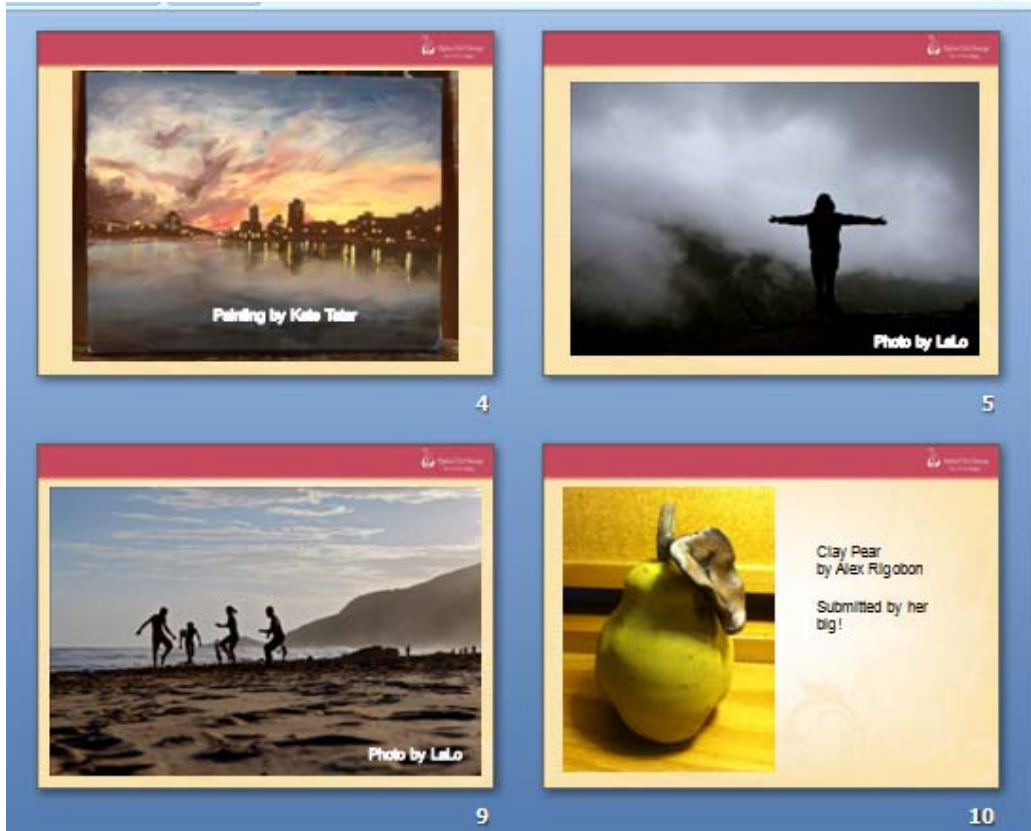 Painting by Kate Tatar
4
Photo by LaLo
5
Photo by LaLo
9
Clay Pear
by Alex Rigobon
Submitted by her
big!
10